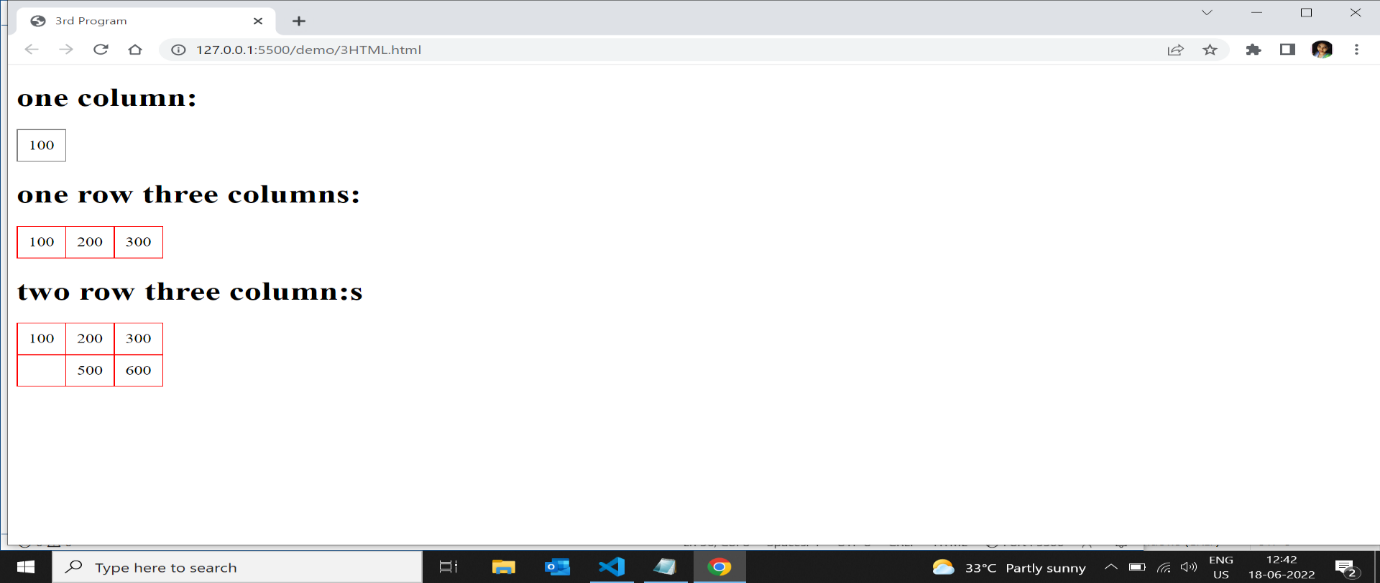 3rd Program
127.0.0.1:5500/demo/3HTML.html
one column:
100
one row three columns:
100 200 300
two row three column:s
100 200 300
500 600
Type here to search
33°C Partly sunny
ENG
US
12:42
18-06-2022
2